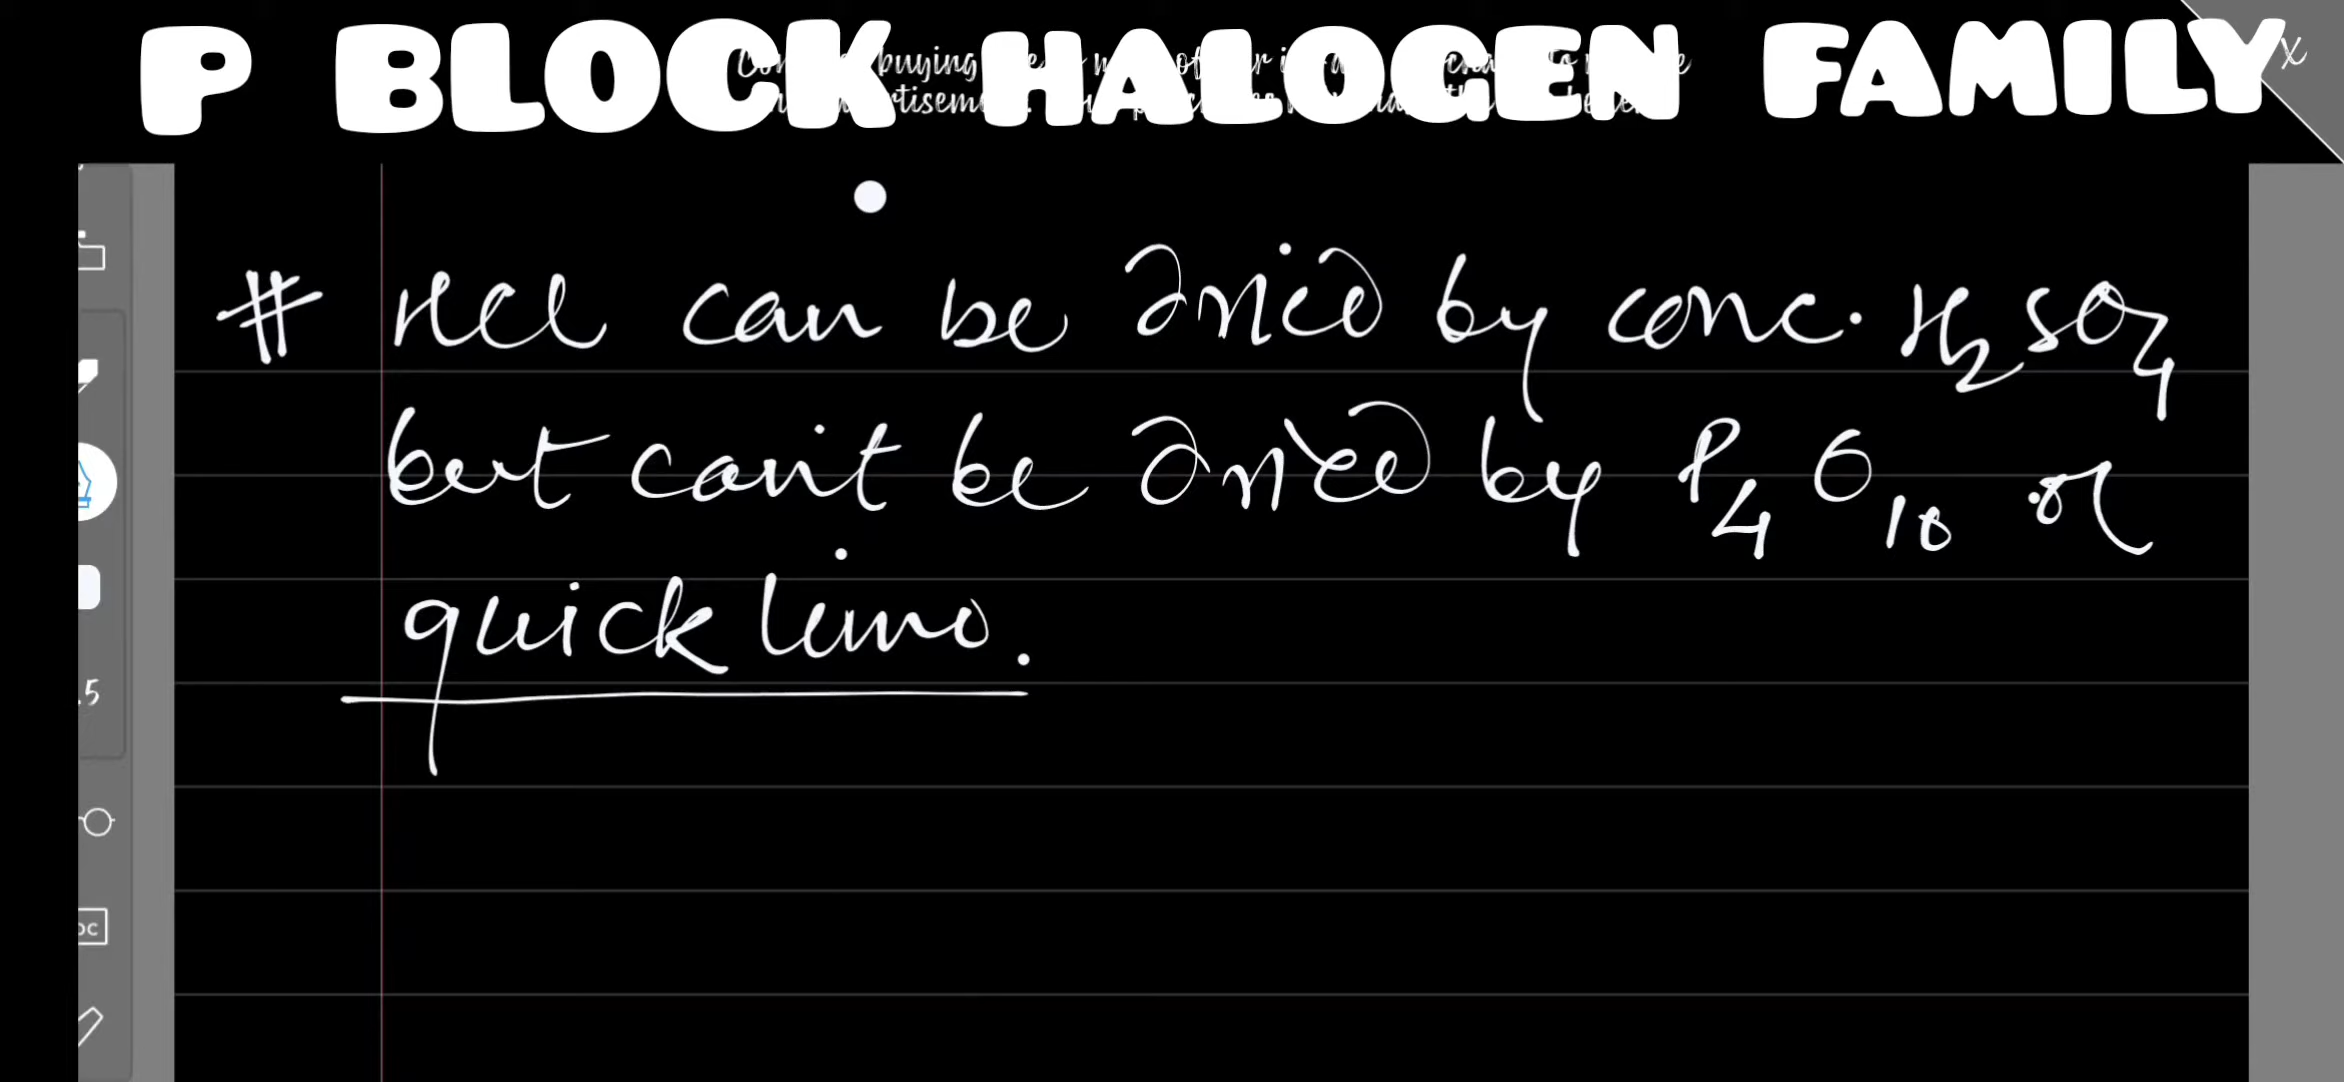 P BLOCK HALOGEN FAMILY
# HCl can be dried by conc. H2SO4
but can't be dried by P4O10 or
quick lime.
.5